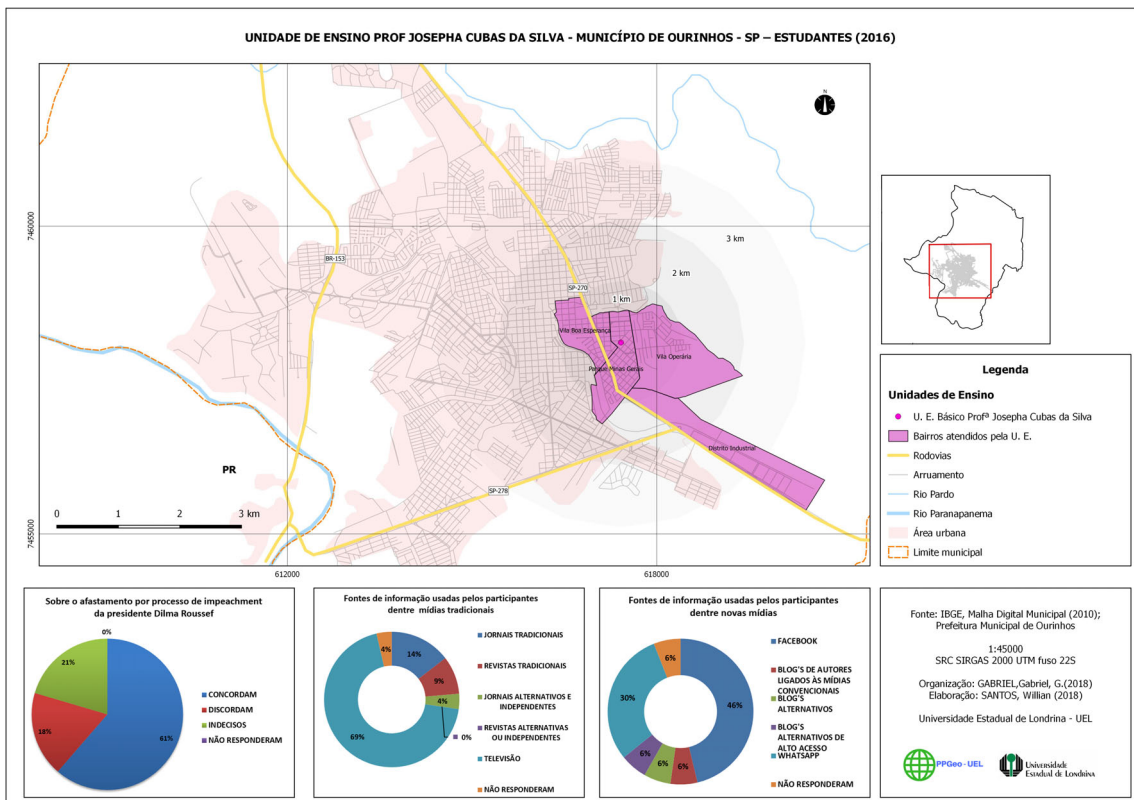 UNIDADE DE ENSINO PROF JOSEPHA CUBAS DA SILVA - MUNICÍPIO DE OURINHOS - SP – ESTUDANTES (2016)
N
7460000
7455000
612000
618000
BR-153
SP-270
SP-278
3 km
2 km
1 km
Vila Boa Esperança
Vila Operária
Parque Minas Gerais
Distrito Industrial
PR
0 1 2 3 km
Legenda
Unidades de Ensino
U. E. Básico Profª Josepha Cubas da Silva
Bairros atendidos pela U. E.
Rodovias
Arruamento
Rio Pardo
Rio Paranapanema
Área urbana
Limite municipal
Sobre o afastamento por processo de impeachment
da presidente Dilma Roussef
0%
21%
18%
61%
CONCORDAM
DISCORDAM
INDECISOS
NÃO RESPONDERAM
Fontes de informação usadas pelos participantes
dentre mídias tradicionais
4%
14%
9%
4%
0%
69%
JORNAIS TRADICIONAIS
REVISTAS TRADICIONAIS
JORNAIS ALTERNATIVOS E
INDEPENDENTES
REVISTAS ALTERNATIVAS
OU INDEPENDENTES
TELEVISÃO
NÃO RESPONDERAM
Fontes de informação usadas pelos participantes
dentre novas mídias
6%
46%
30%
6%
6%
6%
FACEBOOK
BLOG'S DE AUTORES
LIGADOS ÀS MÍDIAS
CONVENCIONAIS
BLOG'S
ALTERNATIVOS
BLOG'S
ALTERNATIVOS DE
ALTO ACESSO
WHATSAPP
NÃO RESPONDERAM
Fonte: IBGE, Malha Digital Municipal (2010);
Prefeitura Municipal de Ourinhos
1:45000
SRC SIRGAS 2000 UTM fuso 22S
Organização: GABRIEL,Gabriel, G.(2018)
Elaboração: SANTOS, Willian (2018)
Universidade Estadual de Londrina - UEL
PPGeo - UEL
Universidade
Estadual de Londrina